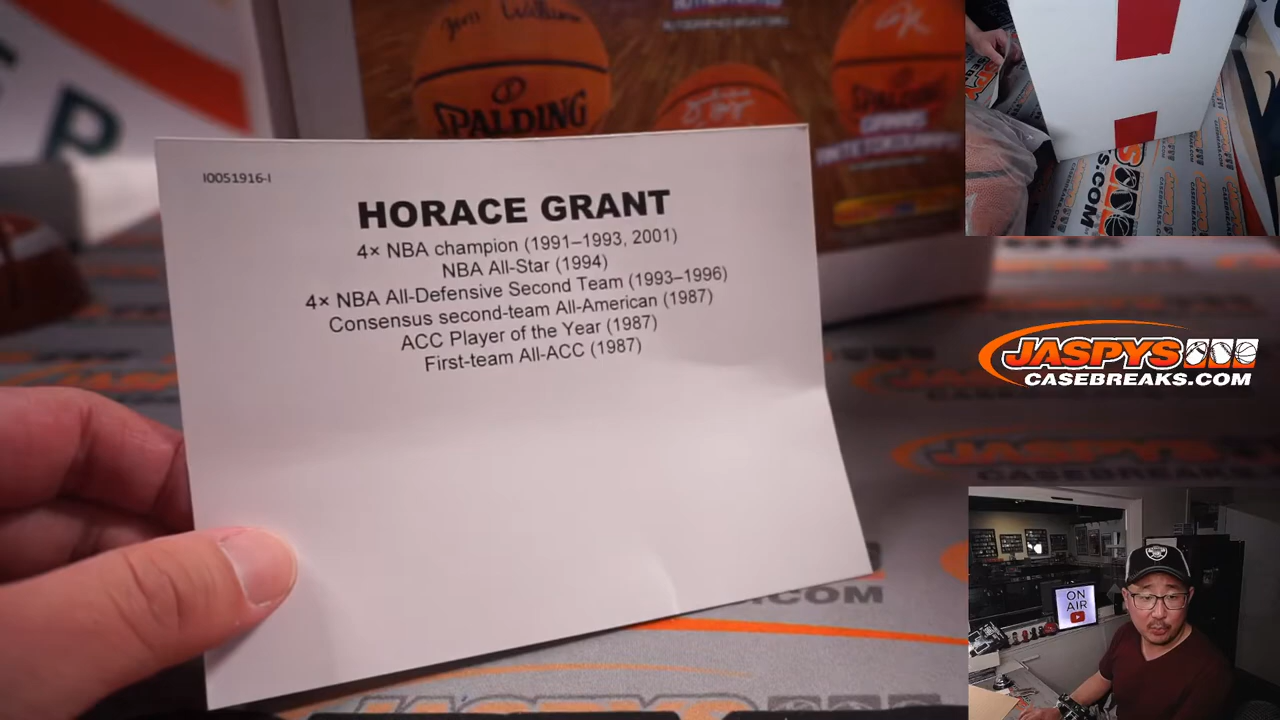 I0051916-I
HORACE GRANT
4× NBA champion (1991–1993, 2001)
NBA All-Star (1994)
4× NBA All-Defensive Second Team (1993–1996)
Consensus second-team All-American (1987)
ACC Player of the Year (1987)
First-team All-ACC (1987)
SPALDING
P
JASPYS
CASEBREAKS.COM
ON
AIR
.COM
S.COM